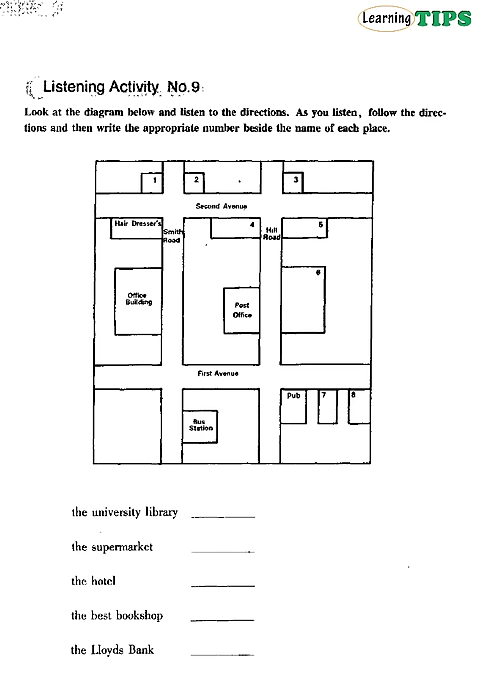 Learning TIPS
Listening Activity No.9
Look at the diagram below and listen to the directions. As you listen, follow the direc-
tions and then write the appropriate number beside the name of each place.
1
2
3
Second Avenue
Hair Dresser's
Smith
Road
4
Hill
Road
5
Office
Building
Post
Office
6
First Avenue
Pub
7
8
Bus
Station
the university library
the supermarket
the hotel
the best bookshop
the Lloyds Bank